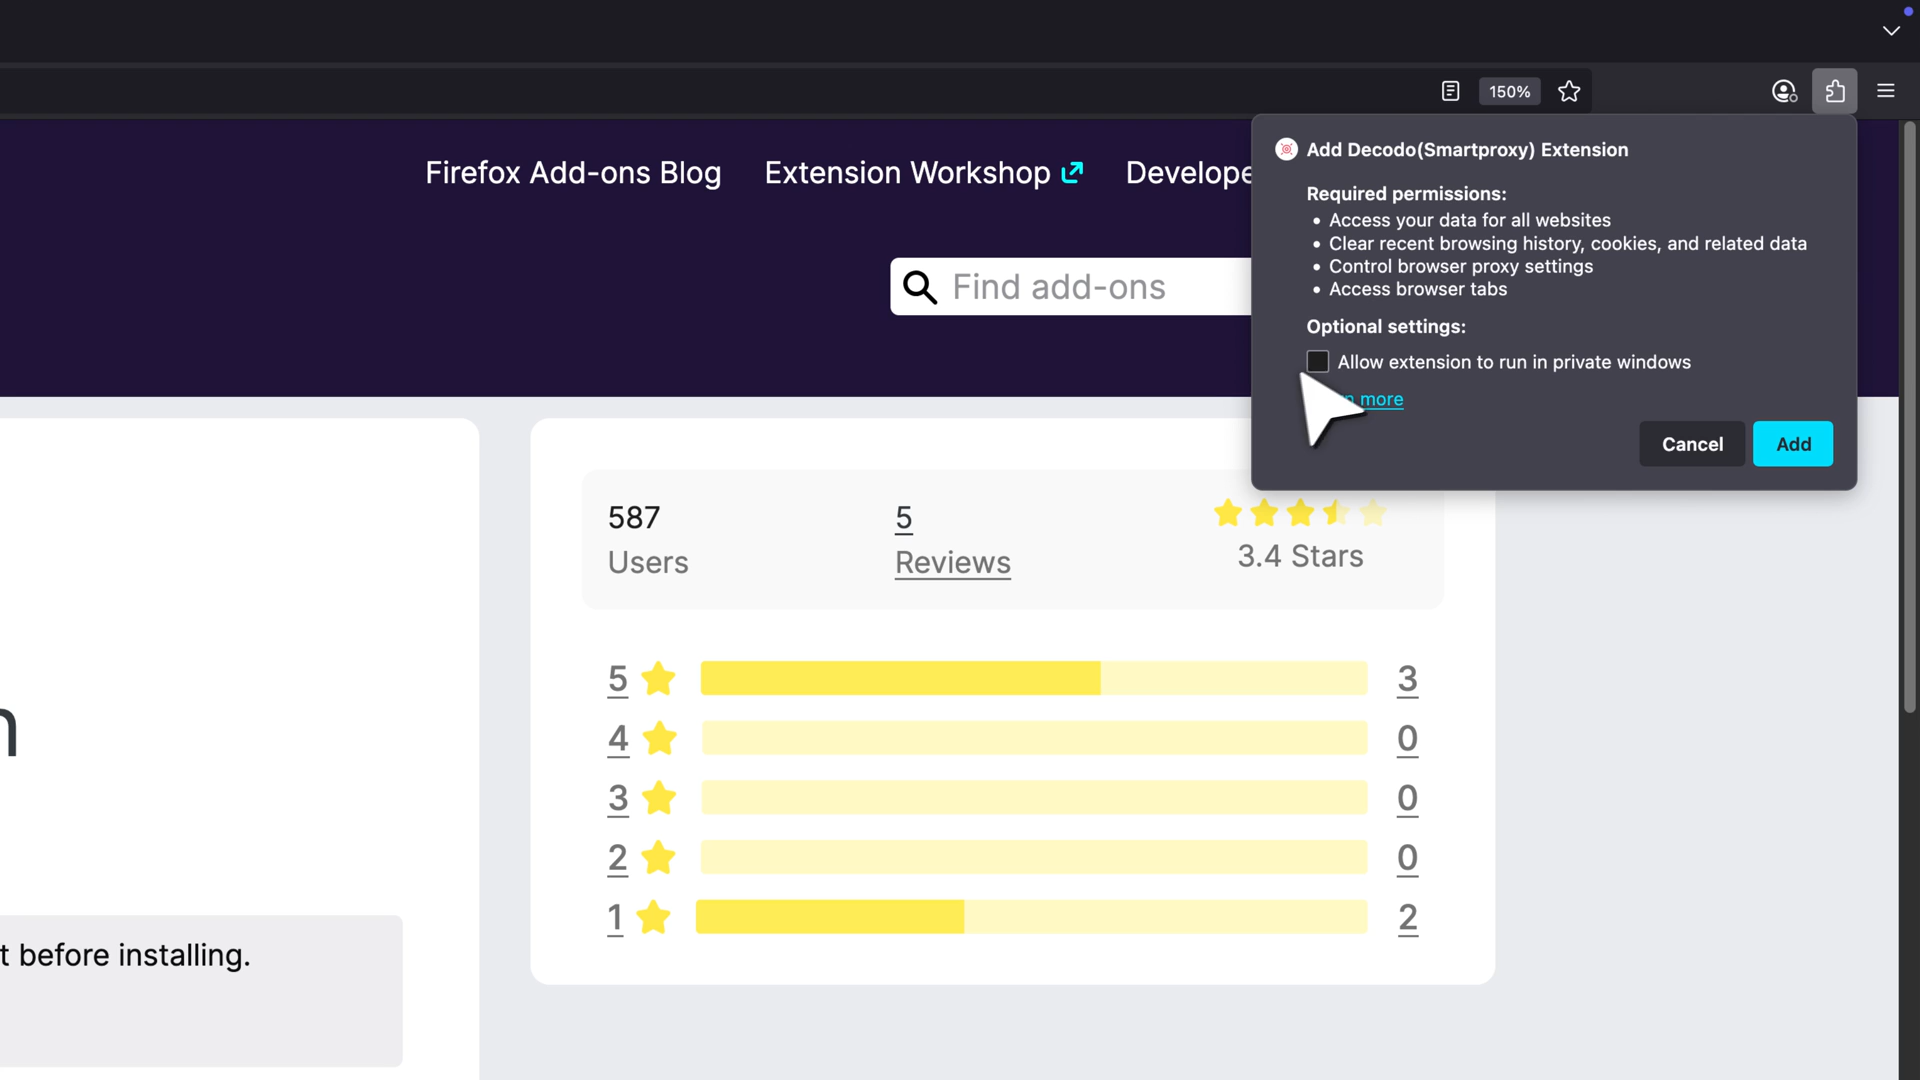 150%
Firefox Add-ons Blog
Extension Workshop
Develope
Find add-ons
Add Decodo(Smartproxy) Extension
Required permissions:
• Access your data for all websites
• Clear recent browsing history, cookies, and related data
• Control browser proxy settings
• Access browser tabs
Optional settings:
Allow extension to run in private windows
more
Cancel
Add
587
Users
5
Reviews
3.4 Stars
5 3
4 0
3 0
2 0
1 2
t before installing.